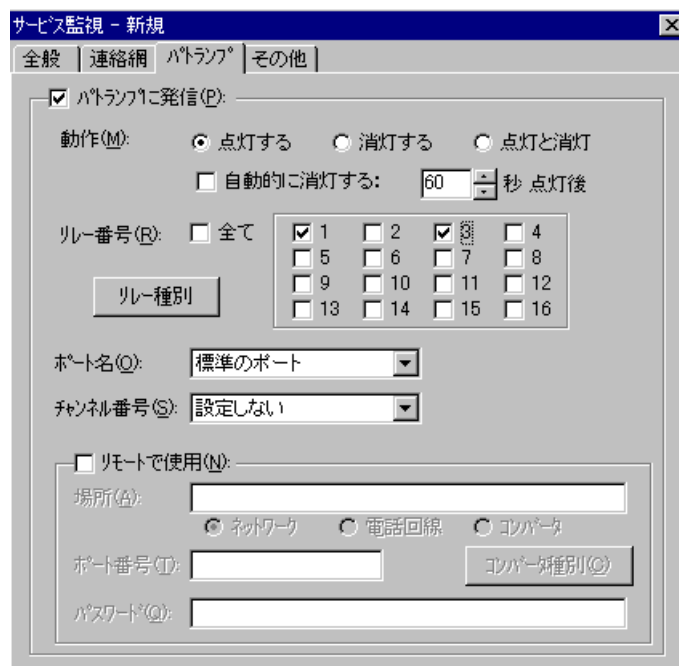 サービス監視 - 新規
全般 連絡網 パトランプ その他
パトランプに発信(P):
動作(M): 点灯する 消灯する 点灯と消灯
自動的に消灯する: 60 秒 点灯後
リレー番号(R): 全て 1 2 3 4
5 6 7 8
リレー種別 9 10 11 12
13 14 15 16
ポート名(O): 標準のポート
チャンネル番号(S): 設定しない
リモートで使用(N):
場所(A):
ネットワーク 電話回線 コンバータ
ポート番号(T): コンバータ種別(C)
パスワード(Q):